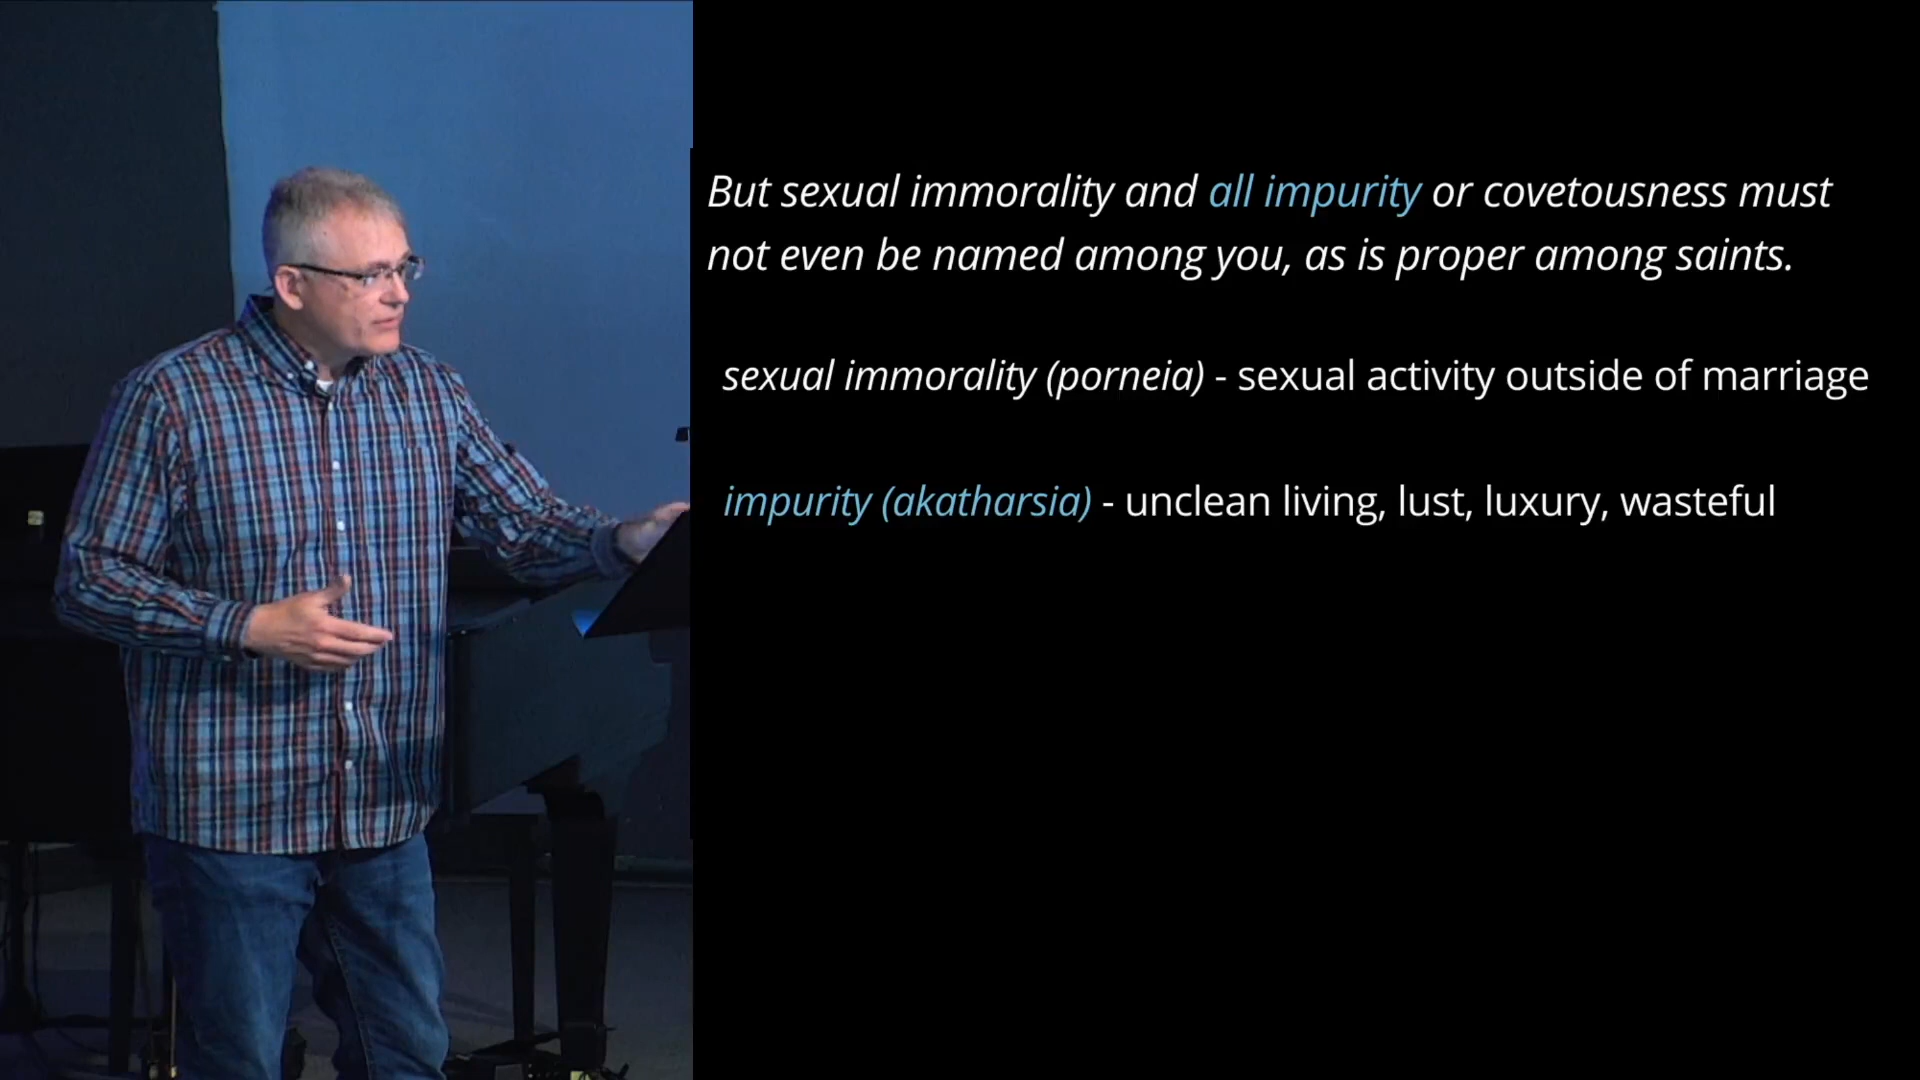 But sexual immorality and all impurity or covetousness must
not even be named among you, as is proper among saints.
sexual immorality (porneia) - sexual activity outside of marriage
impurity (akatharsia) - unclean living, lust, luxury, wasteful